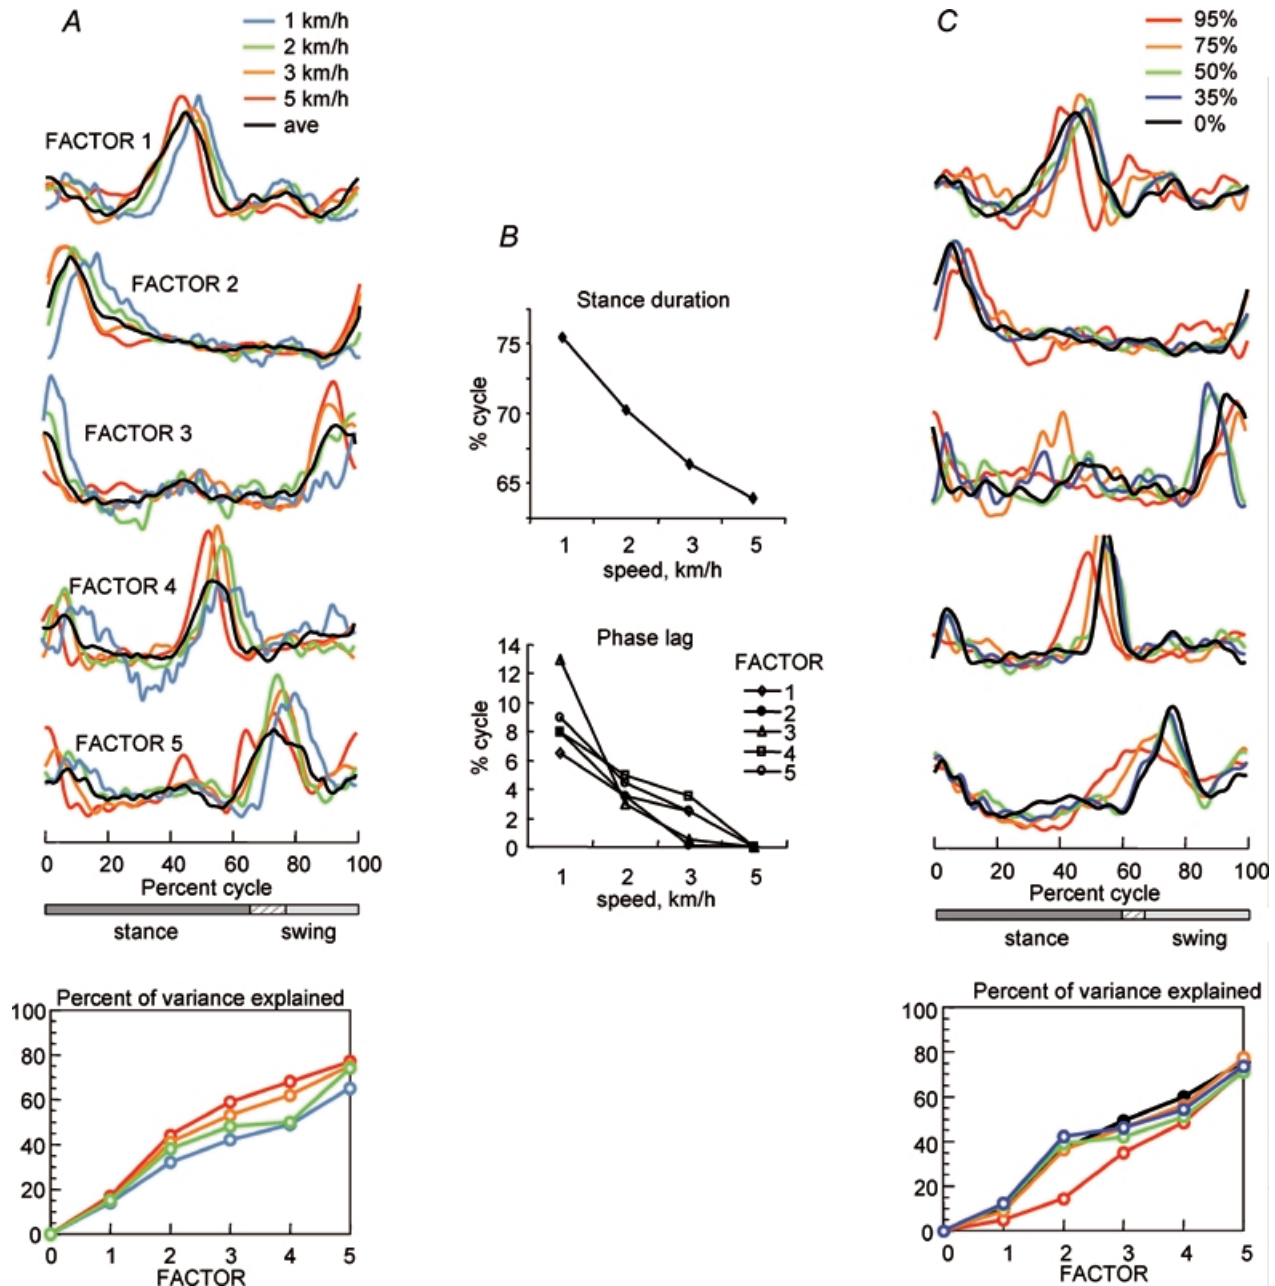 A
1 km/h
2 km/h
3 km/h
5 km/h
ave
FACTOR 1
FACTOR 2
FACTOR 3
FACTOR 4
FACTOR 5
0 20 40 60 80 100
Percent cycle
stance swing
Percent of variance explained
100
80
60
40
20
0
0 1 2 3 4 5
FACTOR
B
Stance duration
% cycle
75
70
65
1 2 3 5
speed, km/h
Phase lag
% cycle
14
12
10
8
6
4
2
0
1 2 3 5
speed, km/h
FACTOR
1
2
3
4
5
C
95%
75%
50%
35%
0%
0 20 40 60 80 100
Percent cycle
stance swing
Percent of variance explained
100
80
60
40
20
0
0 1 2 3 4 5
FACTOR